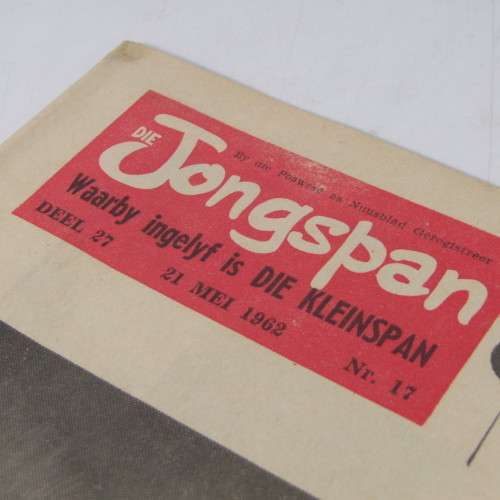 DIE Jongspan
By die Poswese as Nuusblad Geregistreer
Waarby ingelyf is DIE KLEINSPAN
DEEL 27 21 MEI 1962 Nr. 17